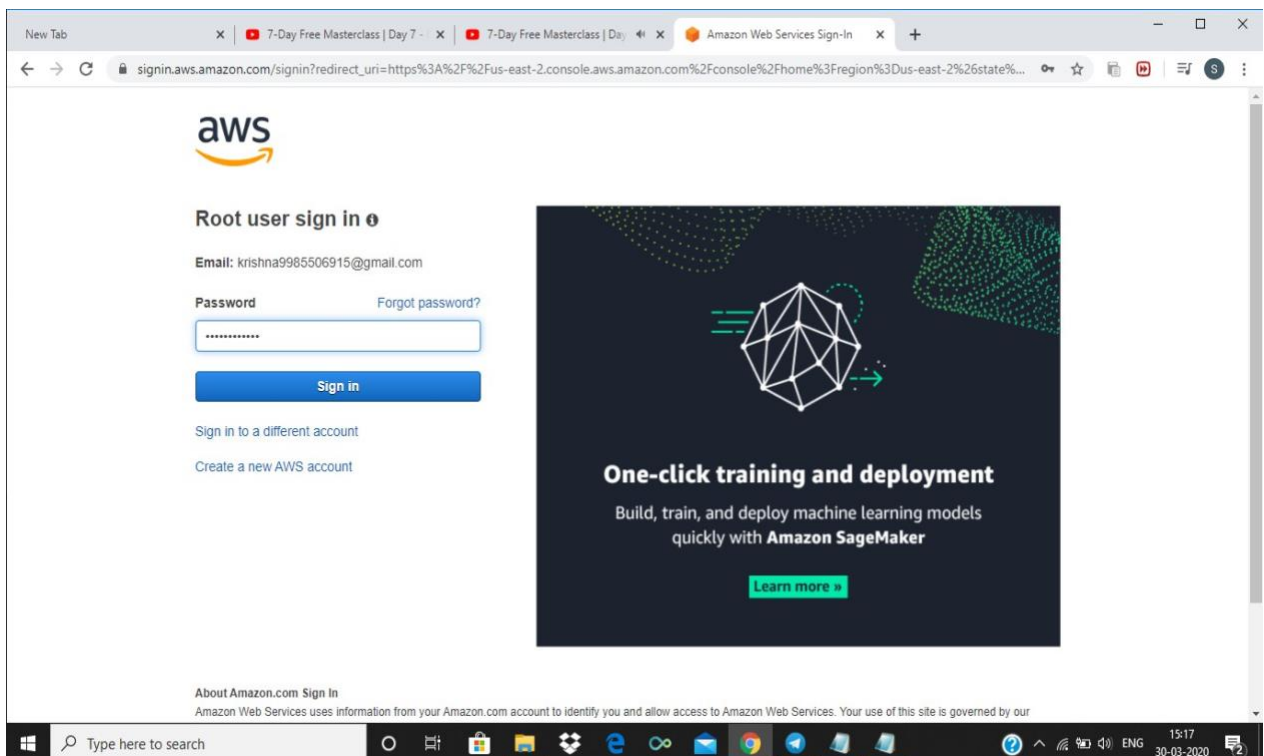 New Tab
7-Day Free Masterclass | Day 7 -
7-Day Free Masterclass | Day
Amazon Web Services Sign-In
signin.aws.amazon.com/signin?redirect_uri=https%3A%2F%2Fus-east-2.console.aws.amazon.com%2Fconsole%2Fhome%3Fregion%3Dus-east-2%26state%...
S
aws
Root user sign in
Email: krishna9985506915@gmail.com
Password
Forgot password?
••••••••••••
Sign in
Sign in to a different account
Create a new AWS account
One-click training and deployment
Build, train, and deploy machine learning models
quickly with Amazon SageMaker
Learn more »
About Amazon.com Sign In
Amazon Web Services uses information from your Amazon.com account to identify you and allow access to Amazon Web Services. Your use of this site is governed by our
Type here to search
ENG
15:17
30-03-2020
2